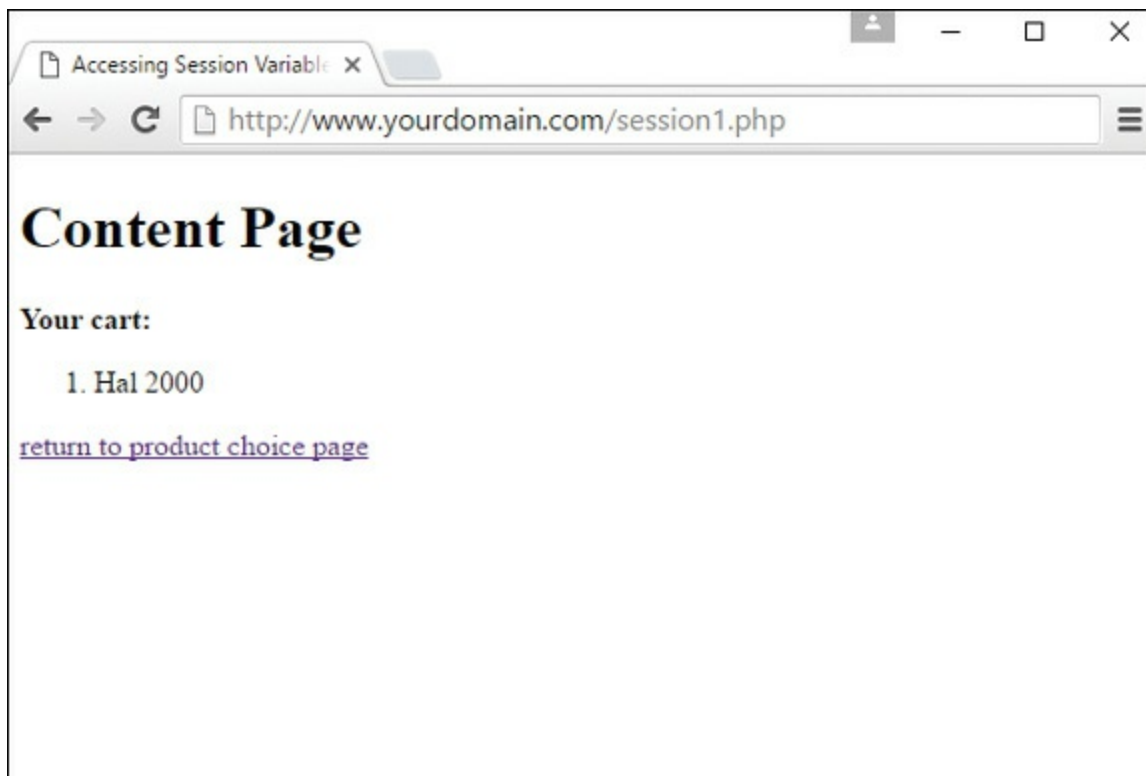 Accessing Session Variable
http://www.yourdomain.com/session1.php
Content Page
Your cart:
1. Hal 2000
return to product choice page